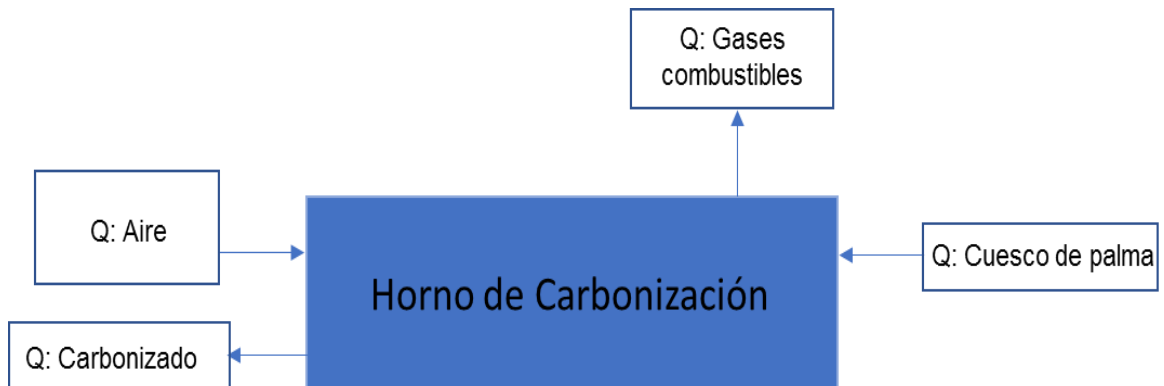 Q: Gases
combustibles
Q: Aire
Horno de Carbonización
Q: Cuesco de palma
Q: Carbonizado